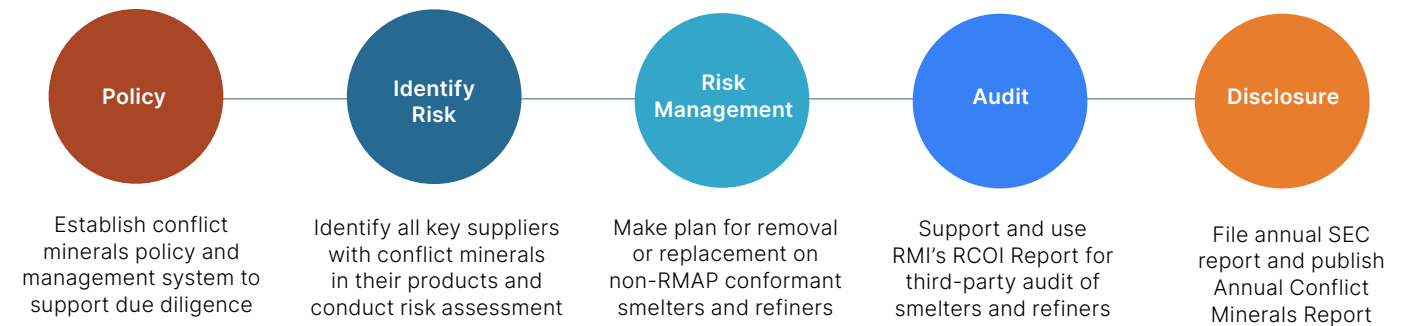 Policy
Establish conflict
minerals policy and
management system to
support due diligence
Identify
Risk
Identify all key suppliers
with conflict minerals
in their products and
conduct risk assessment
Risk
Management
Make plan for removal
or replacement on
non-RMAP conformant
smelters and refiners
Audit
Support and use
RMI’s RCOI Report for
third-party audit of
smelters and refiners
Disclosure
File annual SEC
report and publish
Annual Conflict
Minerals Report